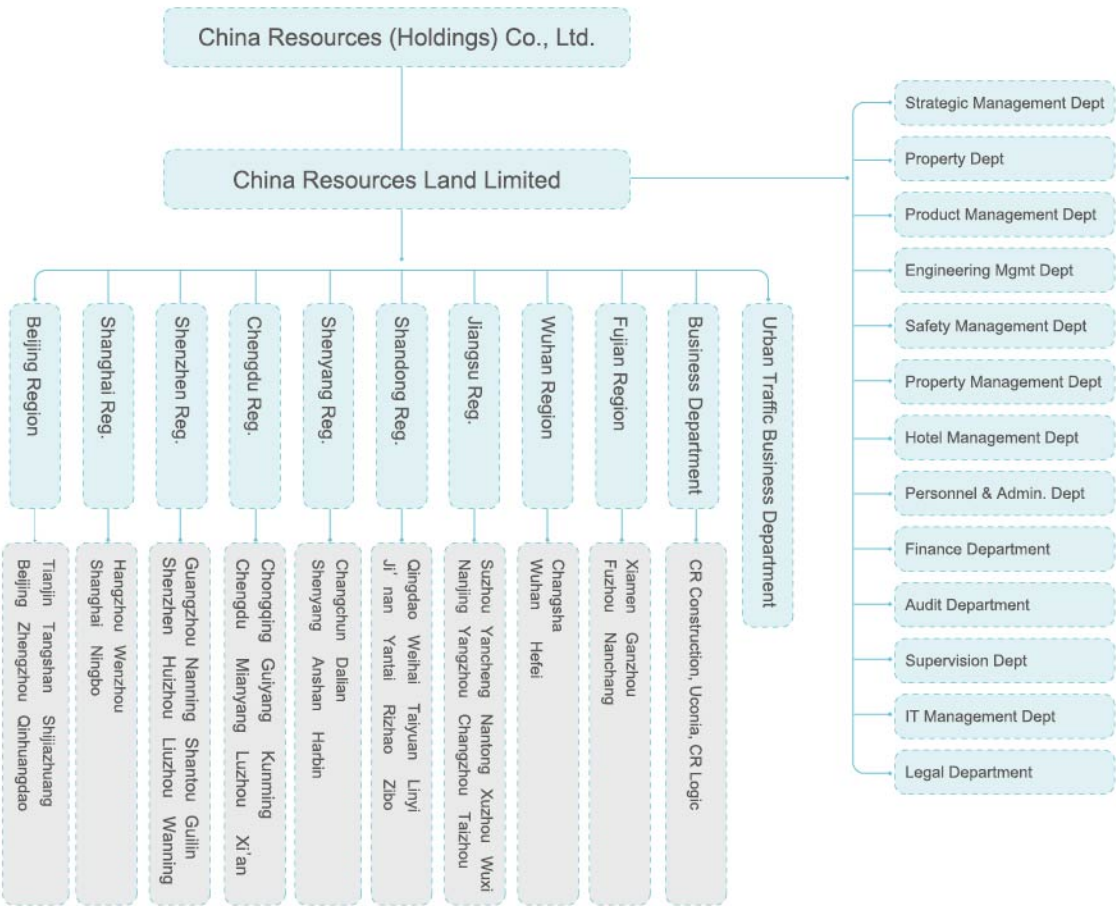 China Resources (Holdings) Co., Ltd.
China Resources Land Limited
Beijing Region
Shanghai Reg.
Shenzhen Reg.
Chengdu Reg.
Shenyang Reg.
Shandong Reg.
Jiangsu Reg.
Wuhan Region
Fujian Region
Business Department
Urban Traffic Business Department
Tianjin Tangshan Shijiazhuang
Beijing Zhengzhou Qinhuangdao
Hangzhou Wenzhou
Shanghai Ningbo
Guangzhou Nanning Shantou Guilin
Shenzhen Huizhou Liuzhou Wanning
Chongqing Guiyang Kunming
Chengdu Mianyang Luzhou Xi'an
Changchun Dalian
Shenyang Anshan Harbin
Qingdao Weihai Taiyuan Linyi
Ji' nan Yantai Rizhao Zibo
Suzhou Yancheng Nantong Xuzhou Wuxi
Nanjing Yangzhou Changzhou Taizhou
Changsha
Wuhan Hefei
Xiamen Ganzhou
Fuzhou Nanchang
CR Construction, Uconia, CR Logic
Strategic Management Dept
Property Dept
Product Management Dept
Engineering Mgmt Dept
Safety Management Dept
Property Management Dept
Hotel Management Dept
Personnel & Admin. Dept
Finance Department
Audit Department
Supervision Dept
IT Management Dept
Legal Department